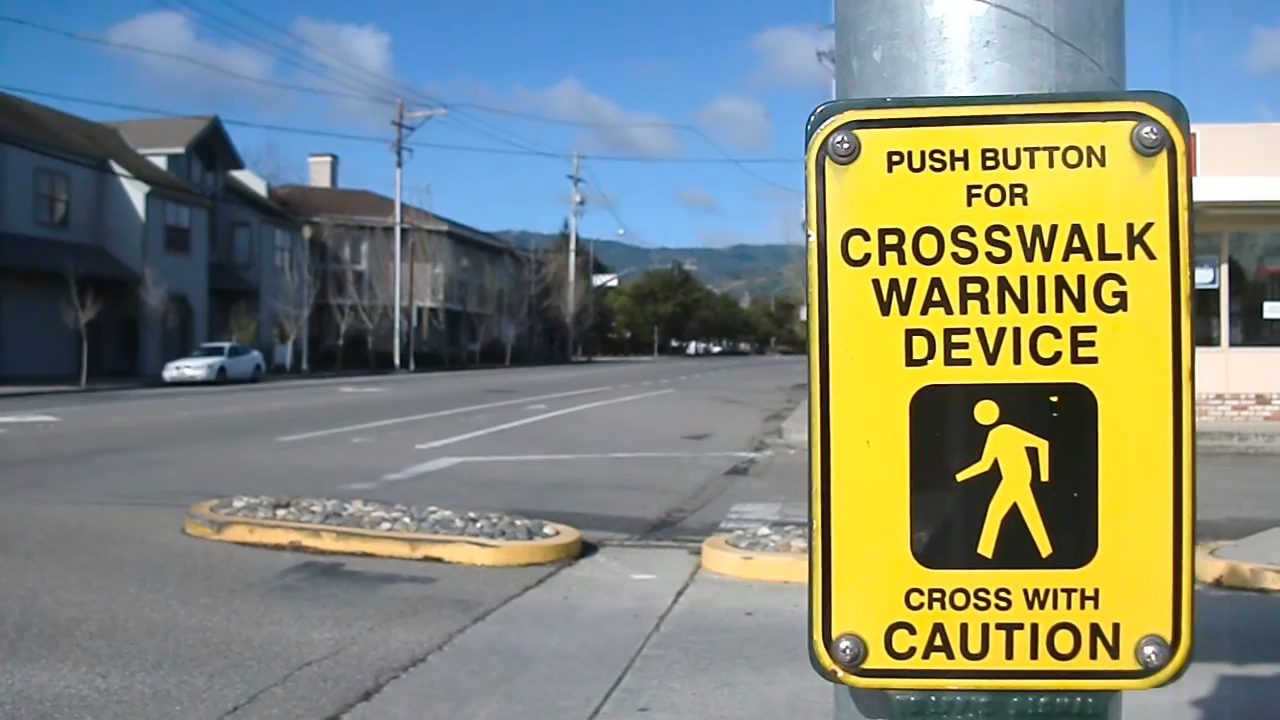 PUSH BUTTON
FOR
CROSSWALK
WARNING
DEVICE
CROSS WITH
CAUTION